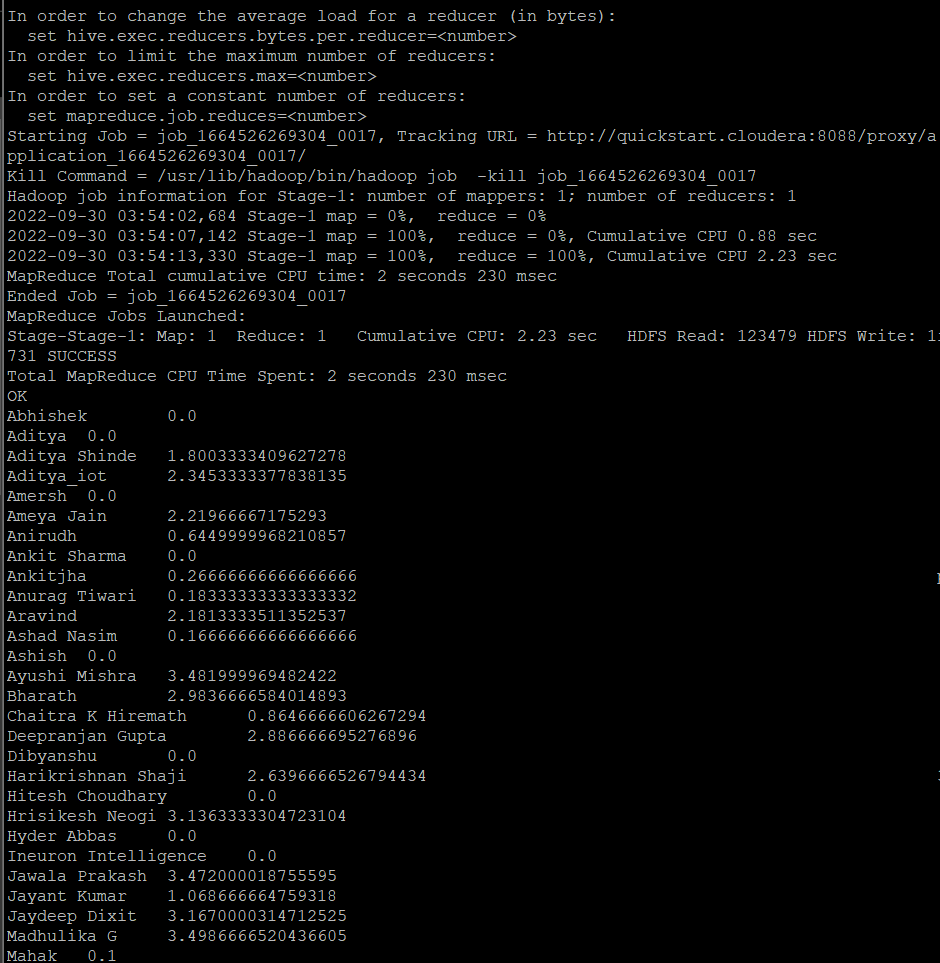 In order to change the average load for a reducer (in bytes):
  set hive.exec.reducers.bytes.per.reducer=<number>
In order to limit the maximum number of reducers:
  set hive.exec.reducers.max=<number>
In order to set a constant number of reducers:
  set mapreduce.job.reduces=<number>
Starting Job = job_1664526269304_0017, Tracking URL = http://quickstart.cloudera:8088/proxy/a
pplication_1664526269304_0017/
Kill Command = /usr/lib/hadoop/bin/hadoop job  -kill job_1664526269304_0017
Hadoop job information for Stage-1: number of mappers: 1; number of reducers: 1
2022-09-30 03:54:02,684 Stage-1 map = 0%,  reduce = 0%
2022-09-30 03:54:07,142 Stage-1 map = 100%,  reduce = 0%, Cumulative CPU 0.88 sec
2022-09-30 03:54:13,330 Stage-1 map = 100%,  reduce = 100%, Cumulative CPU 2.23 sec
MapReduce Total cumulative CPU time: 2 seconds 230 msec
Ended Job = job_1664526269304_0017
MapReduce Jobs Launched:
Stage-Stage-1: Map: 1  Reduce: 1   Cumulative CPU: 2.23 sec   HDFS Read: 123479 HDFS Write:
731 SUCCESS
Total MapReduce CPU Time Spent: 2 seconds 230 msec
OK
Abhishek        0.0
Aditya  0.0
Aditya Shinde   1.8003333409627278
Aditya_iot      2.3453333377838135
Amersh  0.0
Ameya Jain      2.21966667175293
Anirudh         0.6449999968210857
Ankit Sharma    0.0
Ankitjha        0.26666666666666666
Anurag Tiwari   0.18333333333333332
Aravind         2.1813333511352537
Ashad Nasim     0.16666666666666666
Ashish  0.0
Ayushi Mishra   3.481999969482422
Bharath         2.9836666584014893
Chaitra K Hiremath      0.8646666606267294
Deepranjan Gupta        2.886666695276896
Dibyanshu       0.0
Harikrishnan Shaji      2.6396666526794434
Hitesh Choudhary        0.0
Hrisikesh Neogi 3.1363333304723104
Hyder Abbas     0.0
Ineuron Intelligence    0.0
Jawala Prakash  3.472000018755595
Jayant Kumar    1.068666664759318
Jaydeep Dixit   3.1670000314712525
Madhulika G     3.4986666520436605
Mahak   0.1